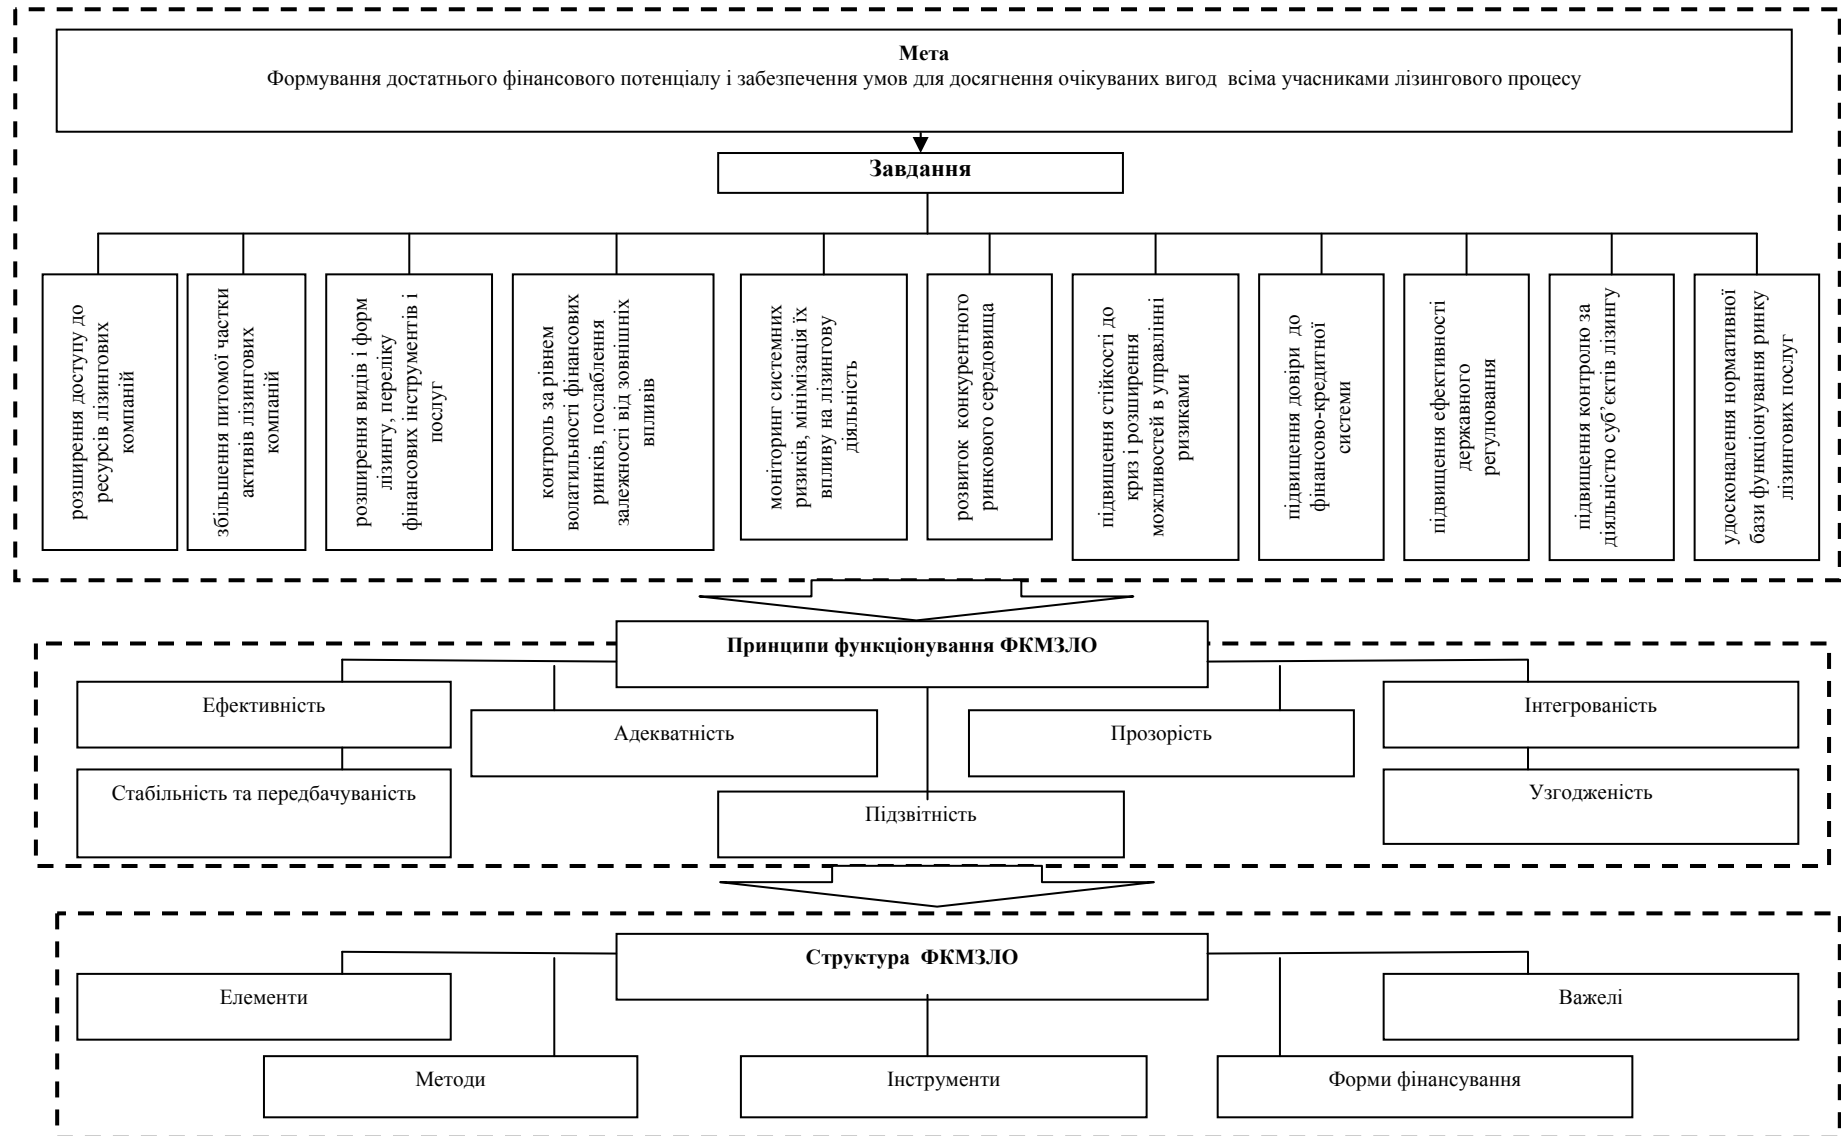 Мета
Формування достатнього фінансового потенціалу і забезпечення умов для досягнення очікуваних вигод всіма учасниками лізингового процесу
Завдання
розширення доступу до
ресурсів лізингових
компаній
збільшення питомої частки
активів лізингових
компаній
розширення видів і форм
лізингу, переліку
фінансових інструментів і
послуг
контроль за рівнем
волатильності фінансових
ринків, послаблення
залежності від зовнішніх
впливів
моніторинг системних
ризиків, мінімізація їх
впливу на лізингову
діяльність
розвиток конкурентного
ринкового середовища
підвищення стійкості до
криз і розширення
можливостей в управлінні
ризиками
підвищення довіри до
фінансово-кредитної
системи
підвищення ефективності
державного
регулювання
підвищення контролю за
діяльністю суб’єктів лізингу
удосконалення нормативної
бази функціонування ринку
лізингових послуг
Принципи функціонування ФКМЗЛО
Ефективність
Адекватність
Прозорість
Інтегрованість
Стабільність та передбачуваність
Підзвітність
Узгодженість
Структура ФКМЗЛО
Елементи
Важелі
Методи
Інструменти
Форми фінансування